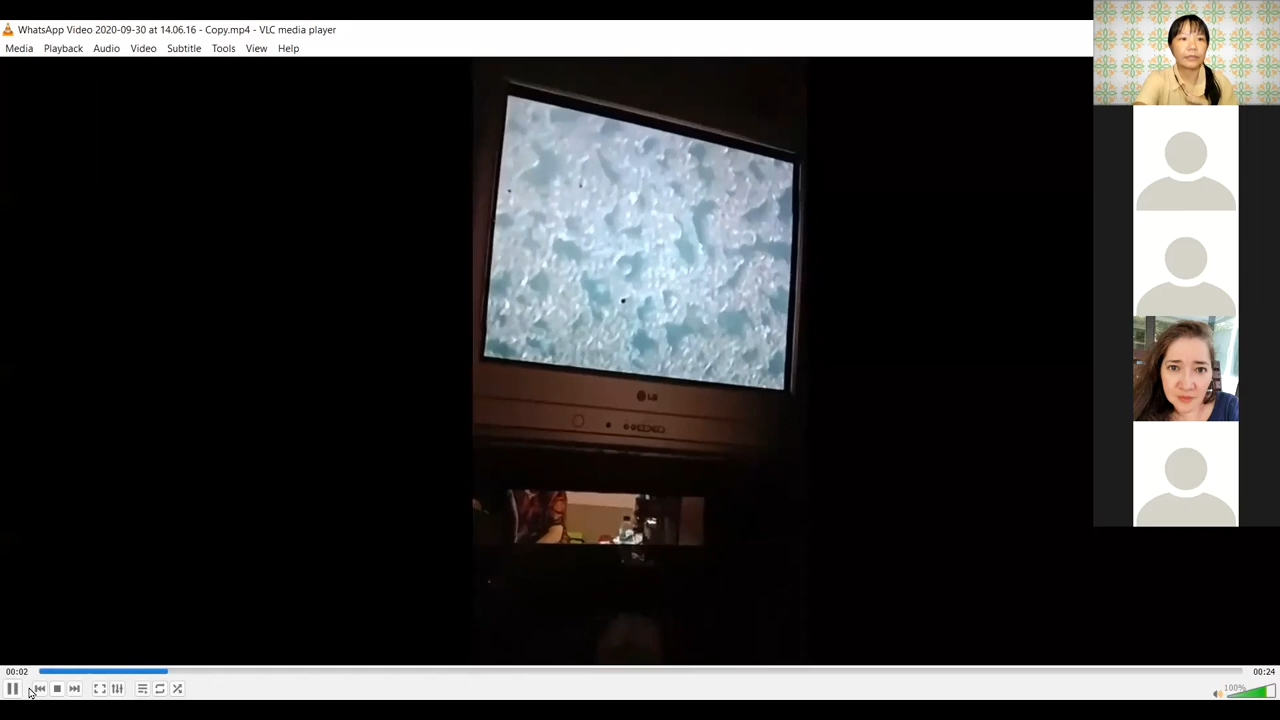 WhatsApp Video 2020-09-30 at 14.06.16 - Copy.mp4 - VLC media player
Media Playback Audio Video Subtitle Tools View Help
LG
00:02
00:24
100%